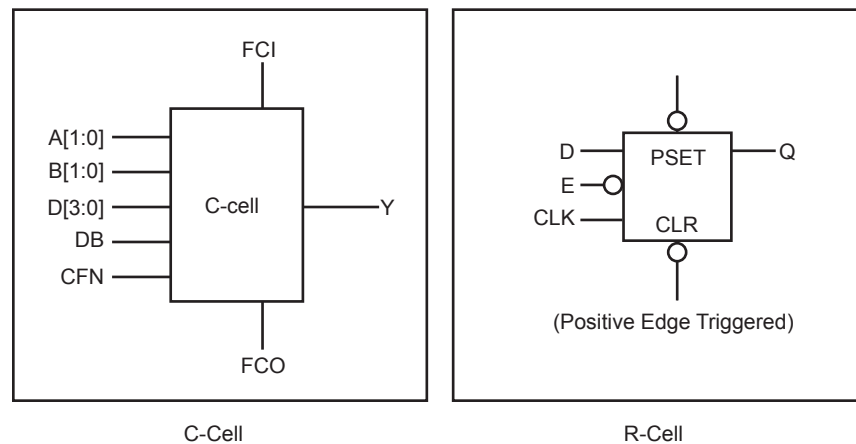 FCI
A[1:0]
B[1:0]
D[3:0]
DB
CFN
C-cell
Y
FCO
C-Cell
D
E
CLK
PSET
CLR
Q
(Positive Edge Triggered)
R-Cell